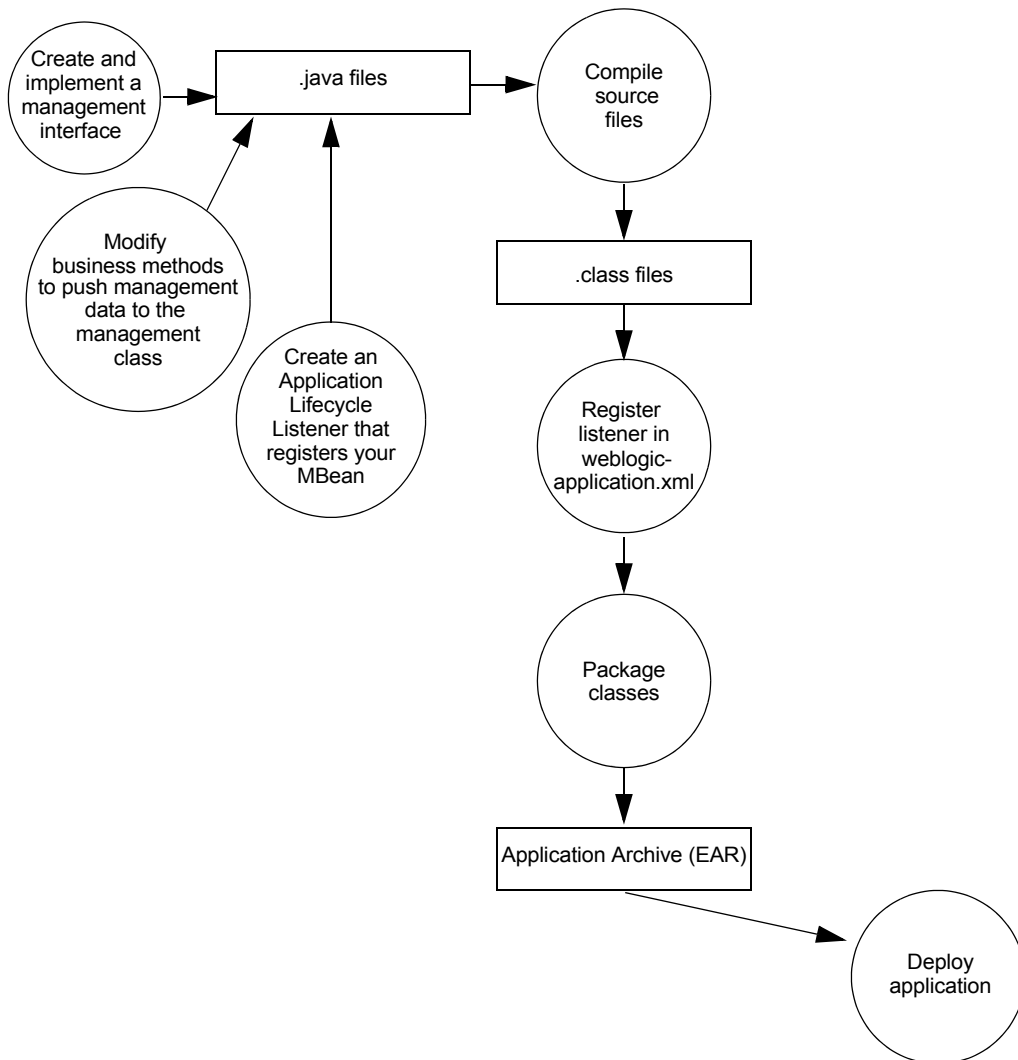 Create and
implement a
management
interface
.java files
Compile
source
files
Modify
business methods
to push management
data to the
management
class
.class files
Create an
Application
Lifecycle
Listener that
registers your
MBean
Register
listener in
weblogic-
application.xml
Package
classes
Application Archive (EAR)
Deploy
application